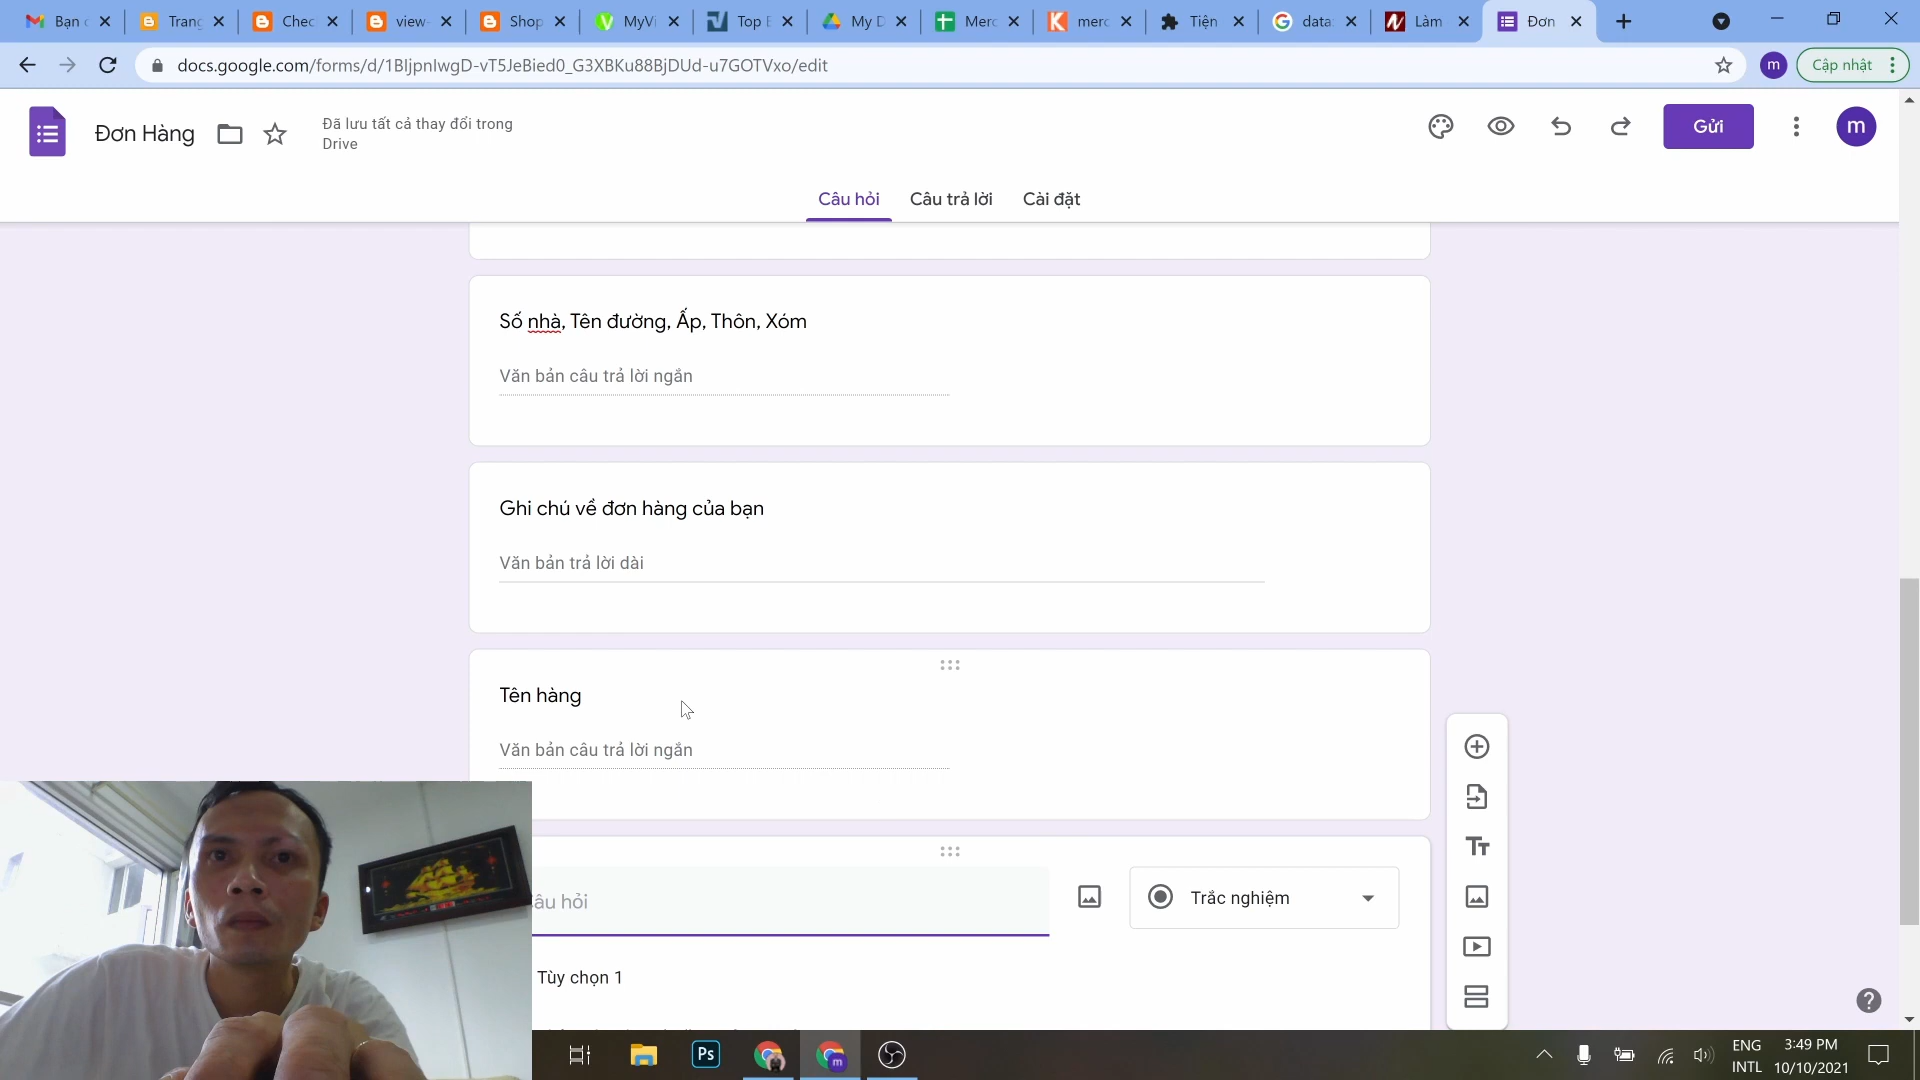 Bạn
Trang
Chec
view-
Shop
MyVi
Top
My D
Merc
merc
Tiện
data
Làm
Đơn
docs.google.com/forms/d/1BljpnlwgD-vT5JeBied0_G3XBKu88BjDUd-u7GOTVxo/edit
m
Cập nhật
Đơn Hàng
Đã lưu tất cả thay đổi trong
Drive
Gửi
m
Câu hỏi
Câu trả lời
Cài đặt
Số nhà, Tên đường, Ấp, Thôn, Xóm
Văn bản câu trả lời ngắn
Ghi chú về đơn hàng của bạn
Văn bản trả lời dài
Tên hàng
Văn bản câu trả lời ngắn
âu hỏi
Trắc nghiệm
Tùy chọn 1
Tт
Ps
m
ENG
INTL
3:49 PM
10/10/2021